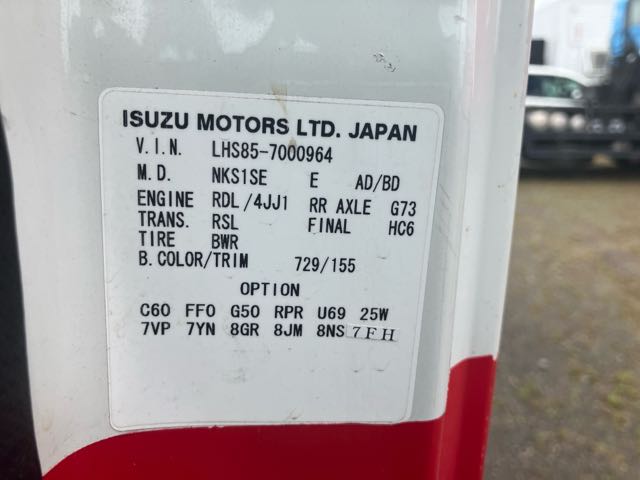 ISUZU MOTORS LTD. JAPAN
V.I.N. LHS85-7000964
M.D. NKS1SE E AD/BD
ENGINE RDL/4JJ1 RR AXLE G73
TRANS. RSL FINAL HC6
TIRE BWR
B.COLOR/TRIM 729/155
OPTION
C60 FF0 G50 RPR U69 25W
7VP 7YN 8GR 8JM 8NS 7FH